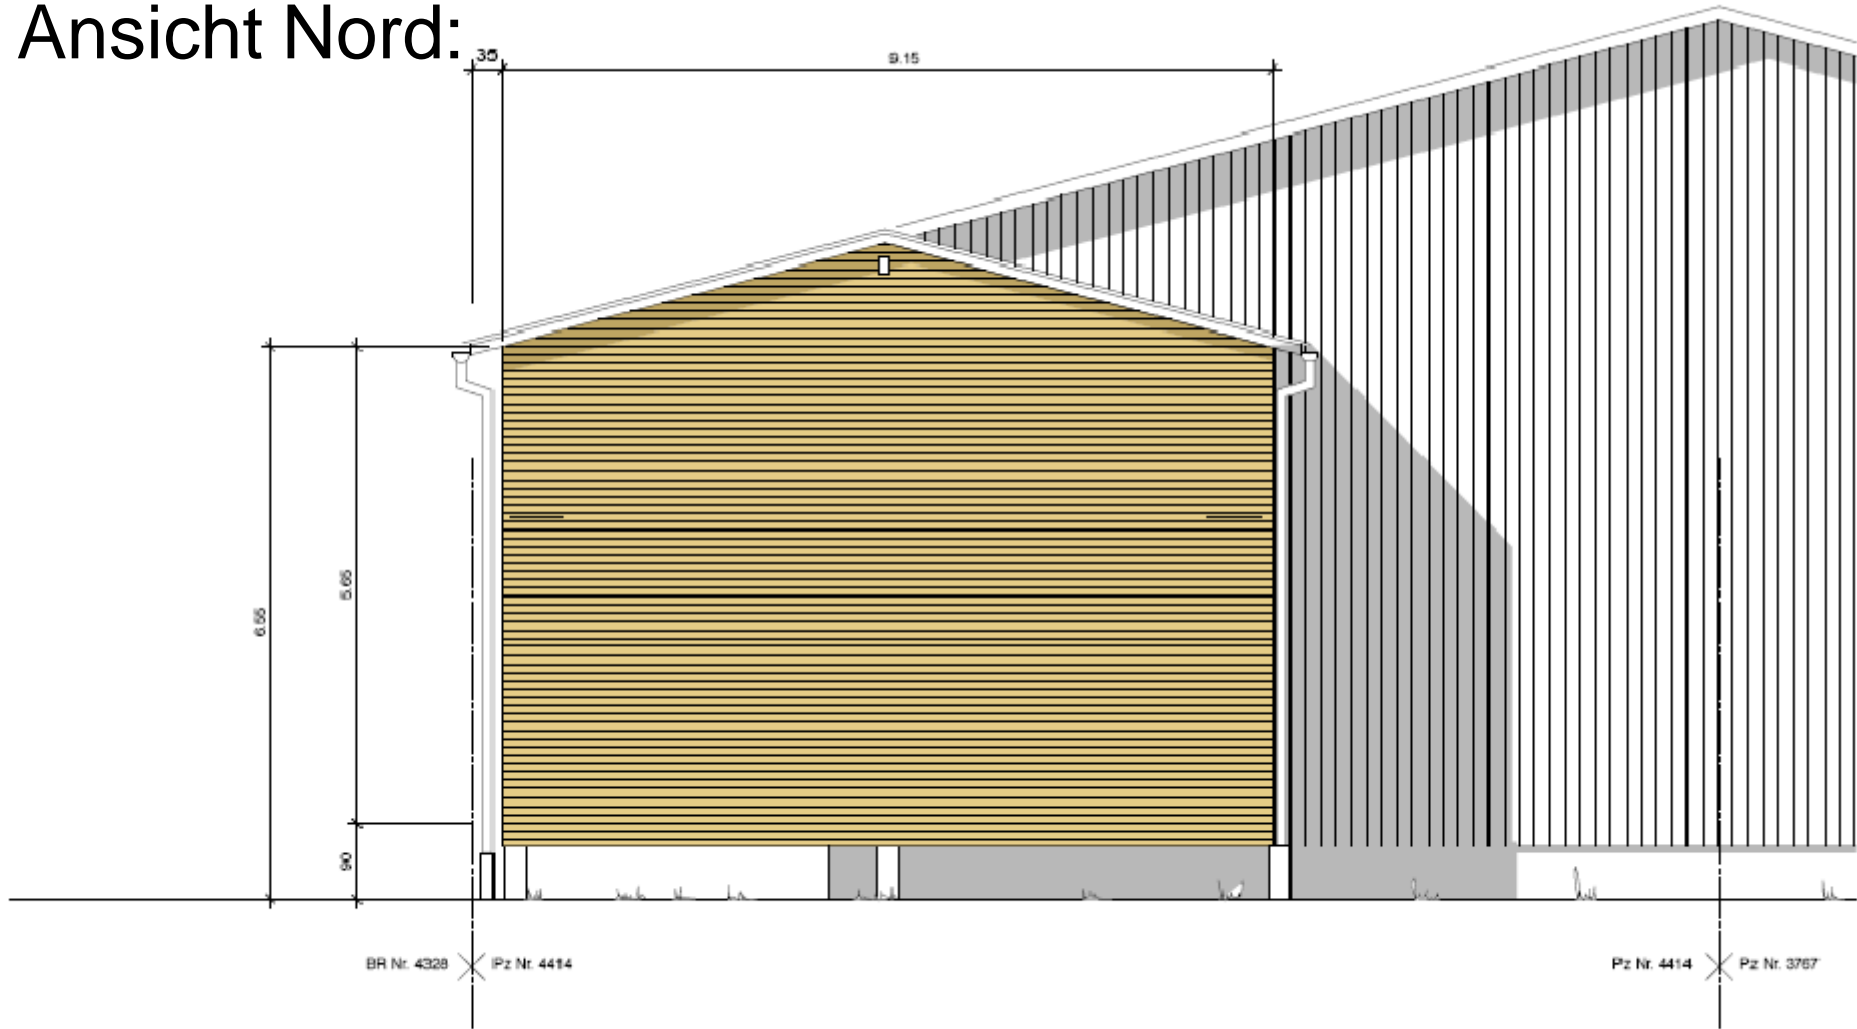 Ansicht Nord:
35
9.15
5.65
6.55
90
BR Nr. 4328
Pz Nr. 4414
Pz Nr. 4414
Pz Nr. 3767